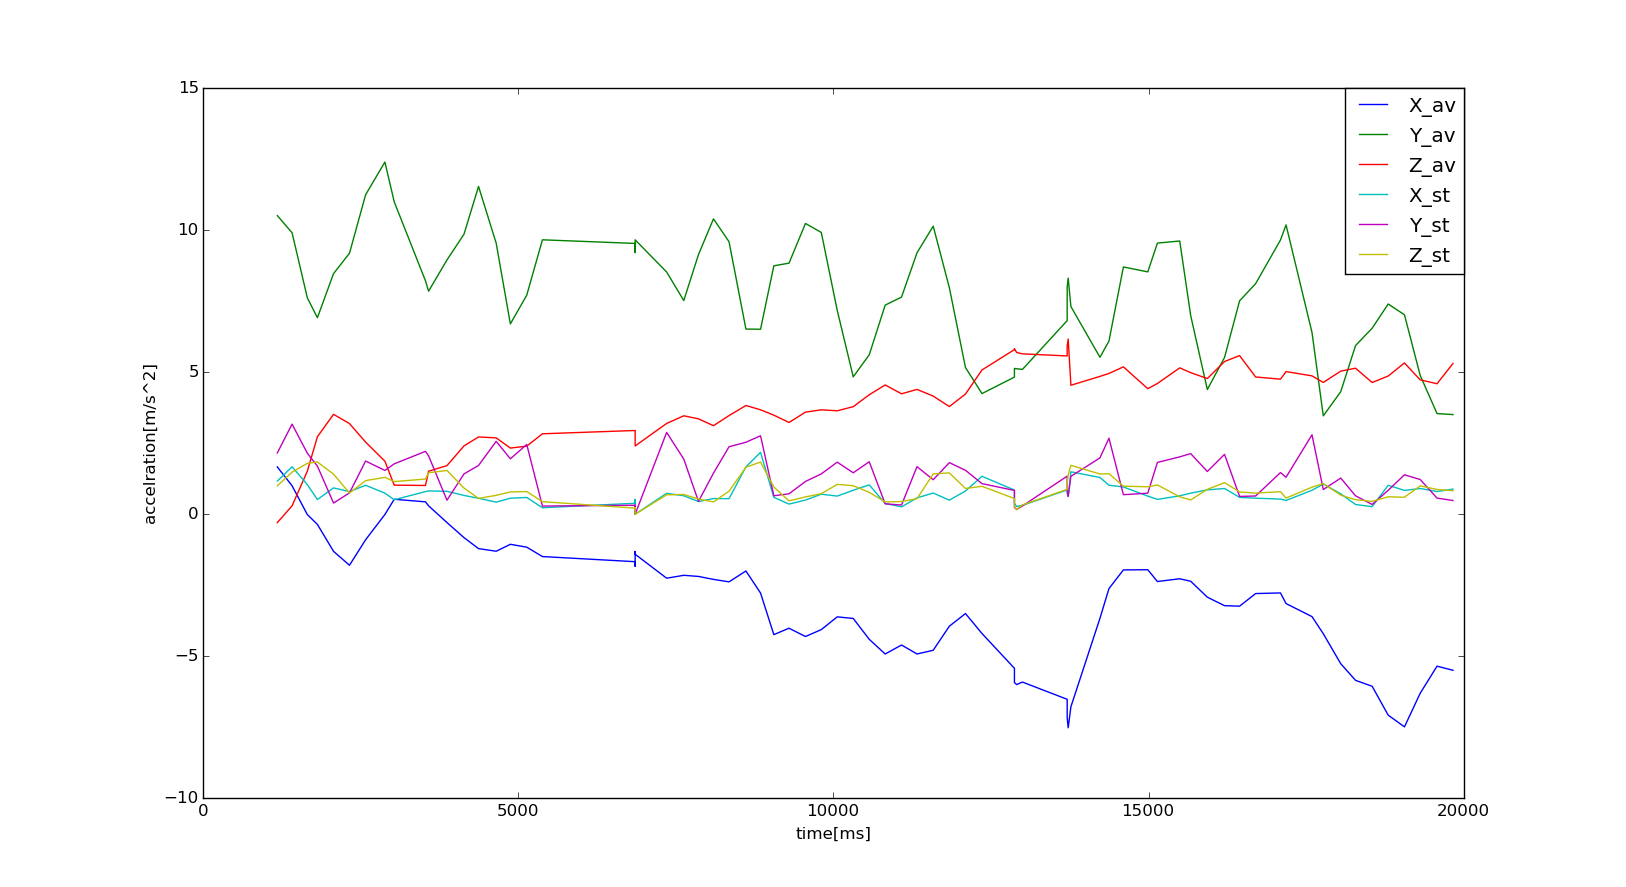 15
10
5
0
−5
−10
0
5000
10000
15000
20000
accelration[m/s^2]
time[ms]
X_av
Y_av
Z_av
X_st
Y_st
Z_st